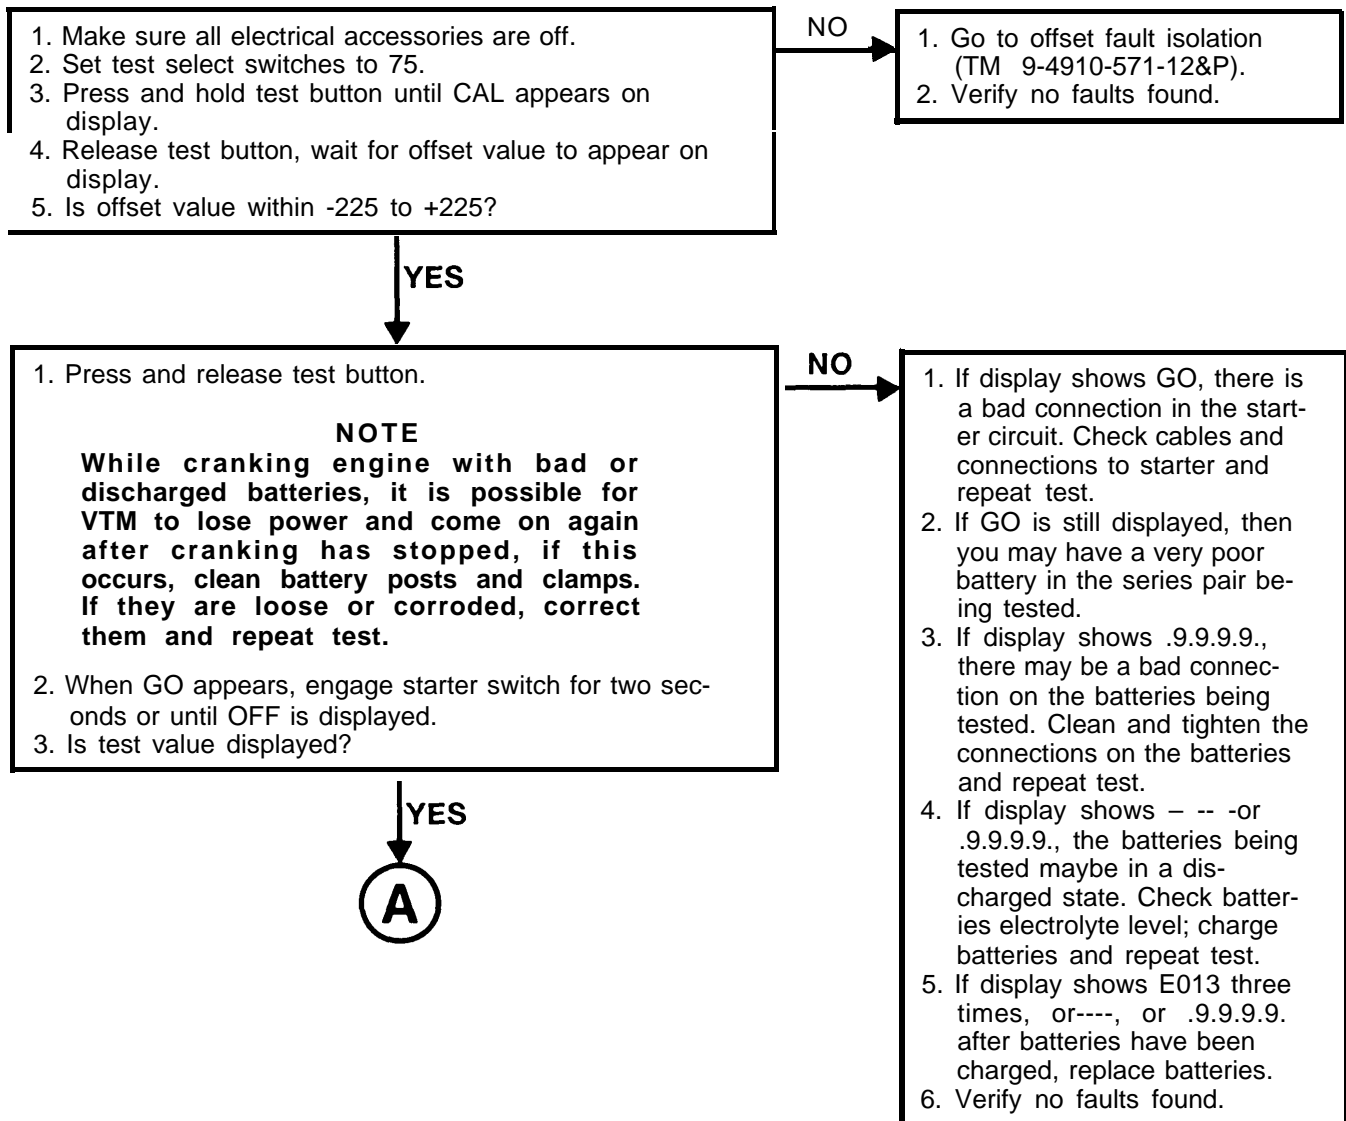 1. Make sure all electrical accessories are off.
2. Set test select switches to 75.
3. Press and hold test button until CAL appears on
display.
4. Release test button, wait for offset value to appear on
display.
5. Is offset value within -225 to +225?
NO
1. Go to offset fault isolation
(TM 9-4910-571-12&P).
2. Verify no faults found.
YES
1. Press and release test button.
NOTE
While cranking engine with bad or
discharged batteries, it is possible for
VTM to lose power and come on again
after cranking has stopped, if this
occurs, clean battery posts and clamps.
If they are loose or corroded, correct
them and repeat test.
2. When GO appears, engage starter switch for two sec-
onds or until OFF is displayed.
3. Is test value displayed?
NO
1. If display shows GO, there is
a bad connection in the start-
er circuit. Check cables and
connections to starter and
repeat test.
2. If GO is still displayed, then
you may have a very poor
battery in the series pair be-
ing tested.
3. If display shows .9.9.9.9.,
there may be a bad connec-
tion on the batteries being
tested. Clean and tighten the
connections on the batteries
and repeat test.
4. If display shows – -- -or
.9.9.9.9., the batteries being
tested maybe in a dis-
charged state. Check batter-
ies electrolyte level; charge
batteries and repeat test.
5. If display shows E013 three
times, or----, or .9.9.9.9.
after batteries have been
charged, replace batteries.
6. Verify no faults found.
YES
A